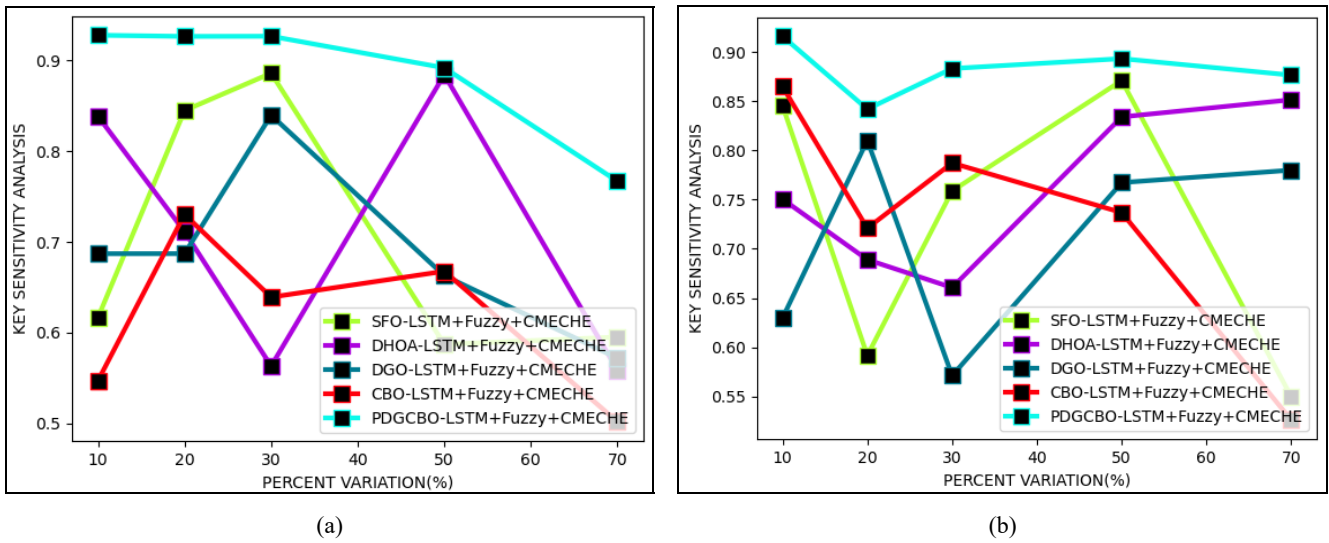 KEY SENSITIVITY ANALYSIS
0.9
0.8
0.7
0.6
0.5
SFO-LSTM+Fuzzy+CMECHE
DHOA-LSTM+Fuzzy+CMECHE
DGO-LSTM+Fuzzy+CMECHE
CBO-LSTM+Fuzzy+CMECHE
PDGCBO-LSTM+Fuzzy+CMECHE
10 20 30 40 50 60 70
PERCENT VARIATION(%)
(a)
KEY SENSITIVITY ANALYSIS
0.90
0.85
0.80
0.75
0.70
0.65
0.60
0.55
SFO-LSTM+Fuzzy+CMECHE
DHOA-LSTM+Fuzzy+CMECHE
DGO-LSTM+Fuzzy+CMECHE
CBO-LSTM+Fuzzy+CMECHE
PDGCBO-LSTM+Fuzzy+CMECHE
10 20 30 40 50 60 70
PERCENT VARIATION(%)
(b)